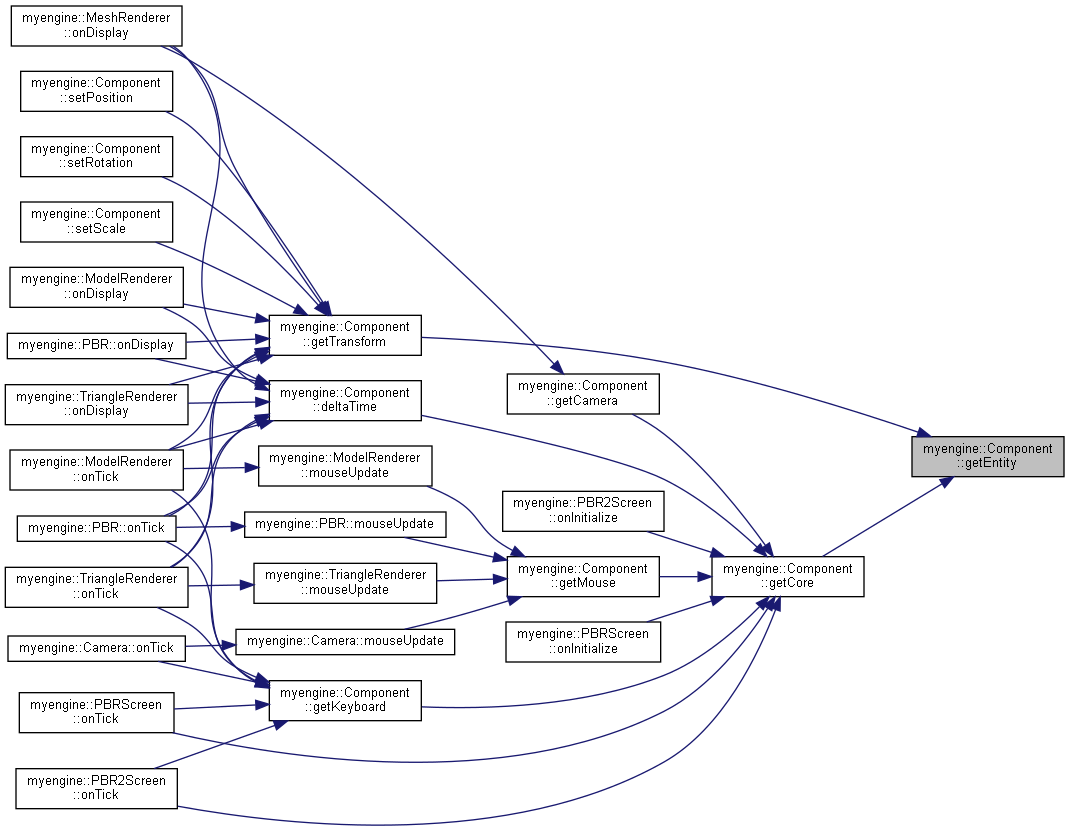 myengine::MeshRenderer
::onDisplay
myengine::Component
::setPosition
myengine::Component
::setRotation
myengine::Component
::setScale
myengine::ModelRenderer
::onDisplay
myengine::PBR::onDisplay
myengine::TriangleRenderer
::onDisplay
myengine::ModelRenderer
::onTick
myengine::PBR::onTick
myengine::TriangleRenderer
::onTick
myengine::Camera::onTick
myengine::PBRScreen
::onTick
myengine::PBR2Screen
::onTick
myengine::Component
::getTransform
myengine::Component
::deltaTime
myengine::ModelRenderer
::mouseUpdate
myengine::PBR::mouseUpdate
myengine::TriangleRenderer
::mouseUpdate
myengine::Camera::mouseUpdate
myengine::Component
::getKeyboard
myengine::Component
::getCamera
myengine::PBR2Screen
::onInitialize
myengine::Component
::getMouse
myengine::PBRScreen
::onInitialize
myengine::Component
::getCore
myengine::Component
::getEntity